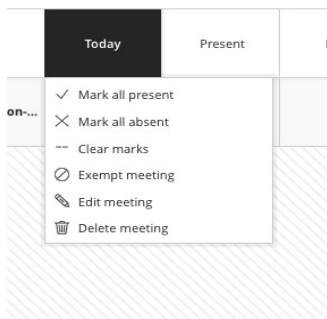 Today Present
on-...
Mark all present
Mark all absent
Clear marks
Exempt meeting
Edit meeting
Delete meeting